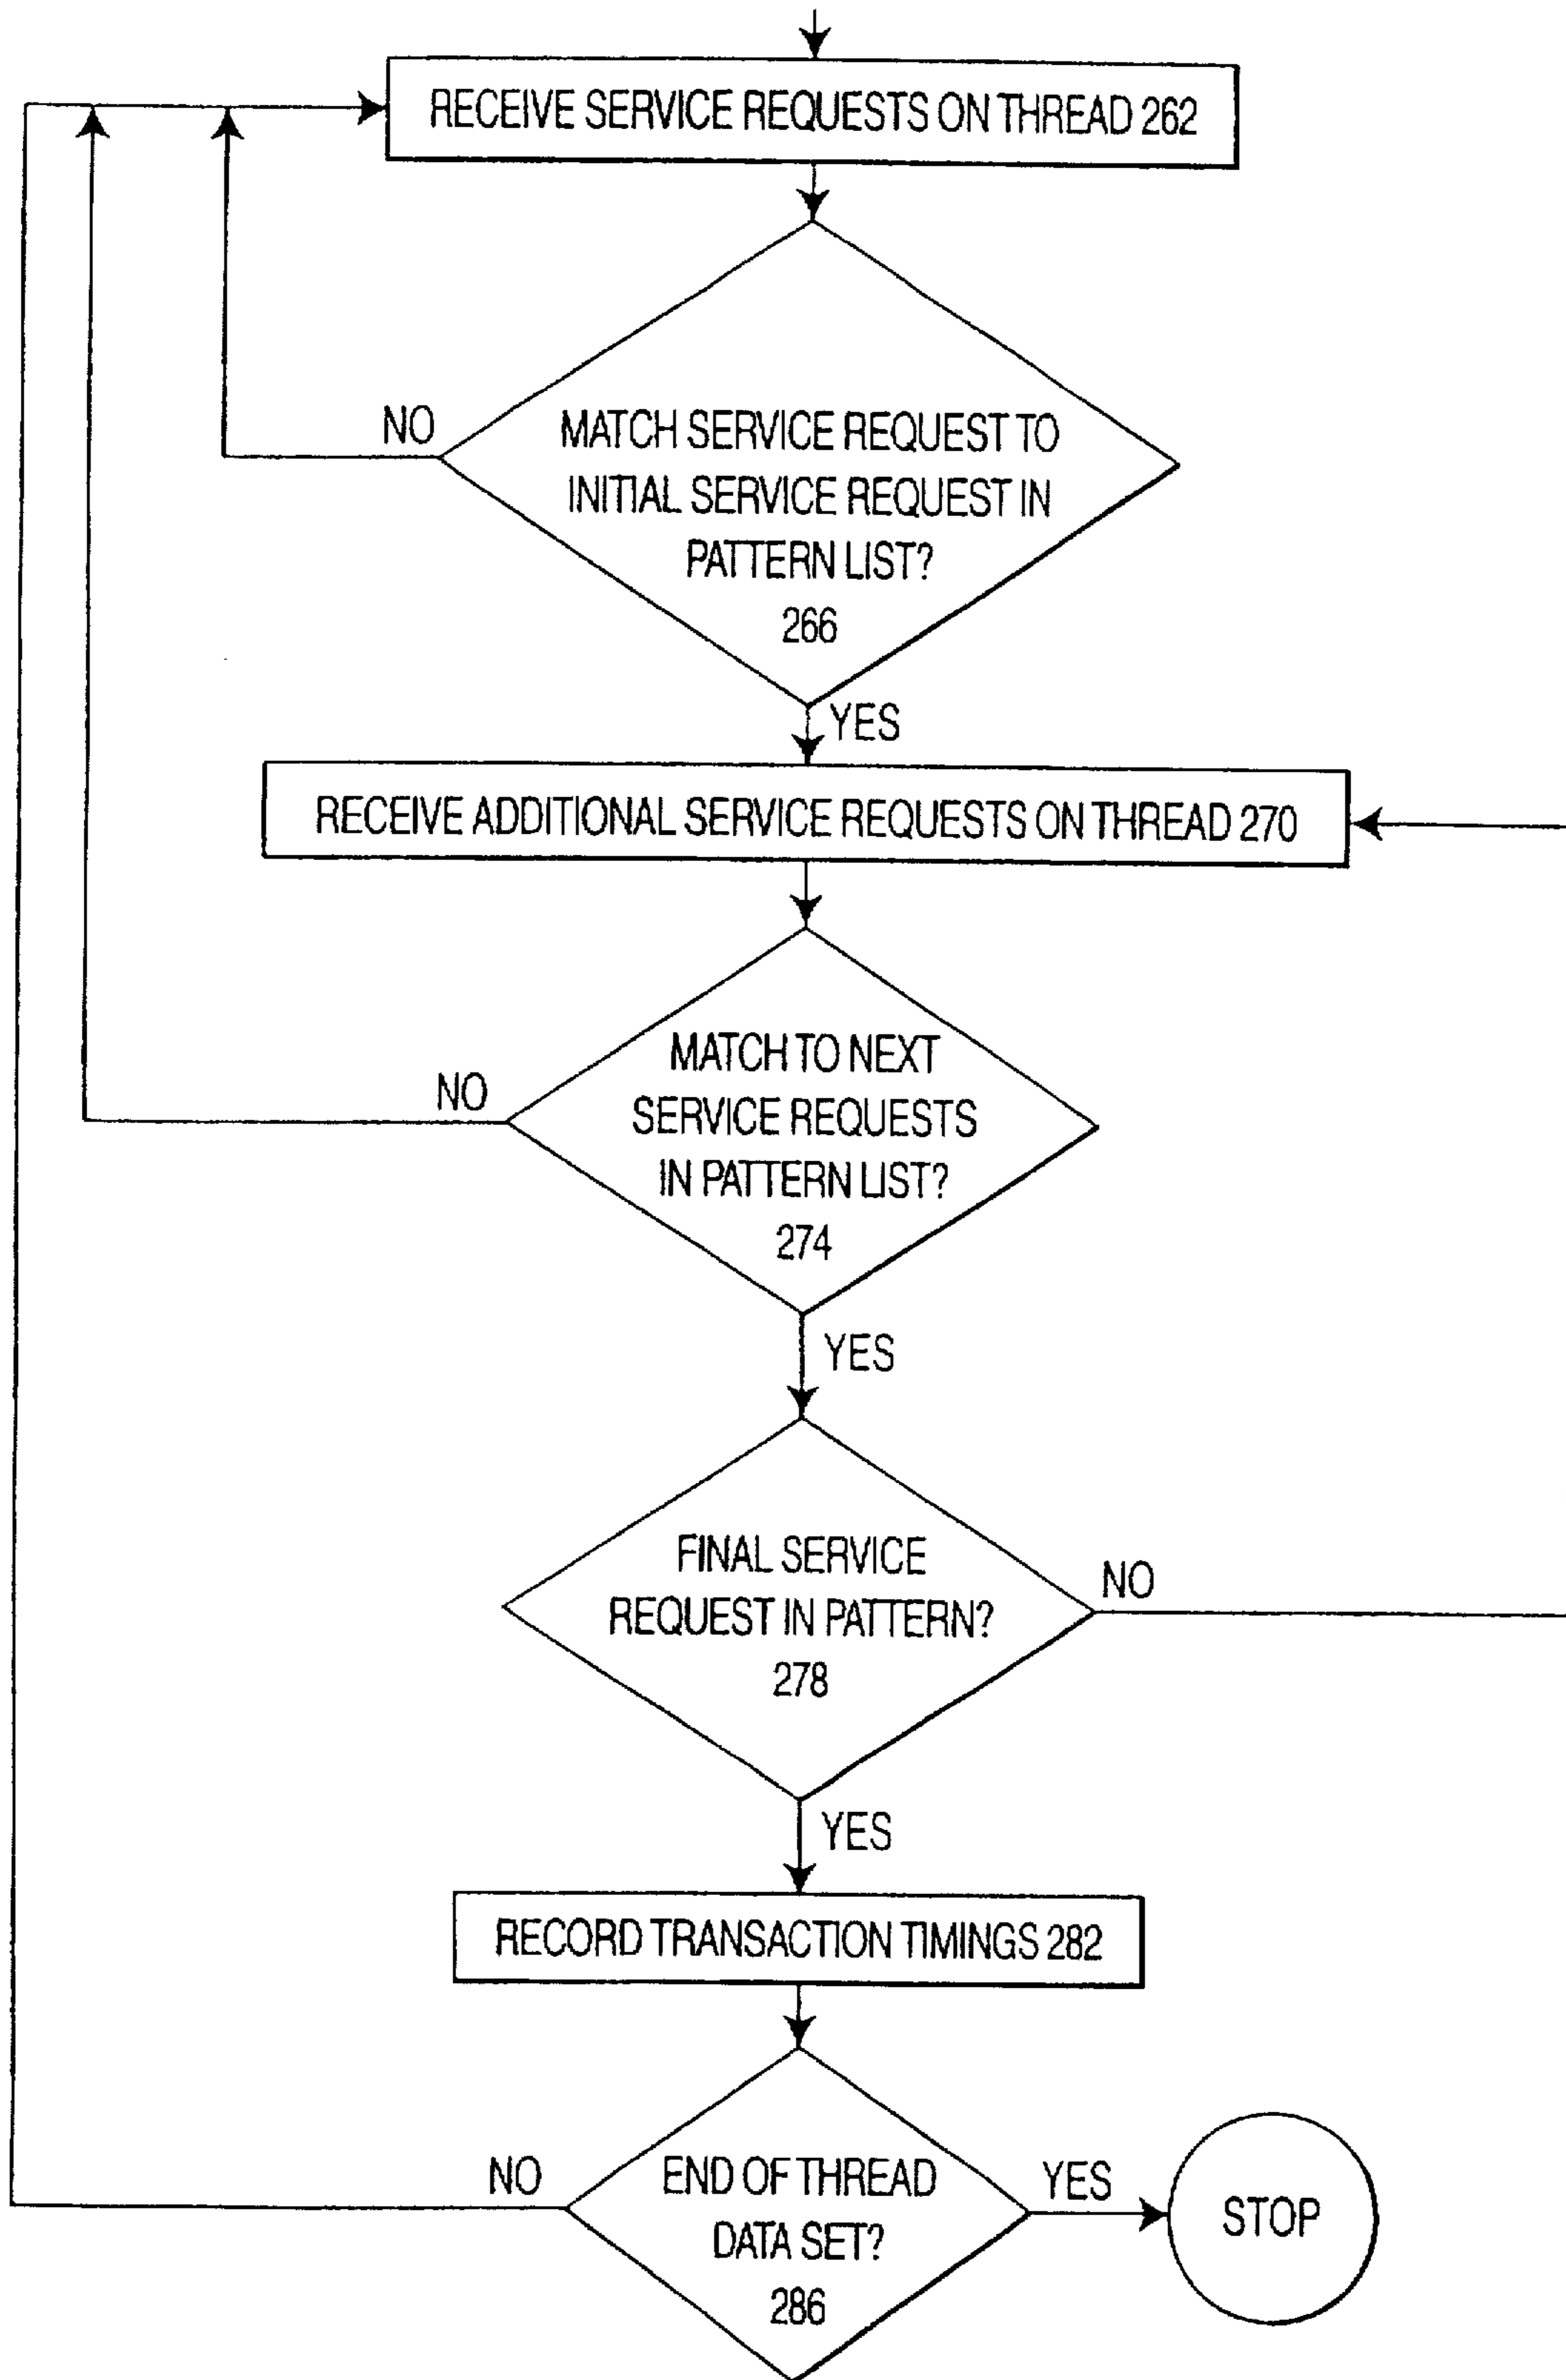 RECEIVE SERVICE REQUESTS ON THREAD 262
NO
MATCH SERVICE REQUEST TO
INITIAL SERVICE REQUEST IN
PATTERN LIST?
266
YES
RECEIVE ADDITIONAL SERVICE REQUESTS ON THREAD 270
NO
MATCH TO NEXT
SERVICE REQUESTS
IN PATTERN LIST?
274
YES
FINAL SERVICE
REQUEST IN PATTERN?
278
NO
YES
RECORD TRANSACTION TIMINGS 282
NO
END OF THREAD
DATA SET?
286
YES
STOP